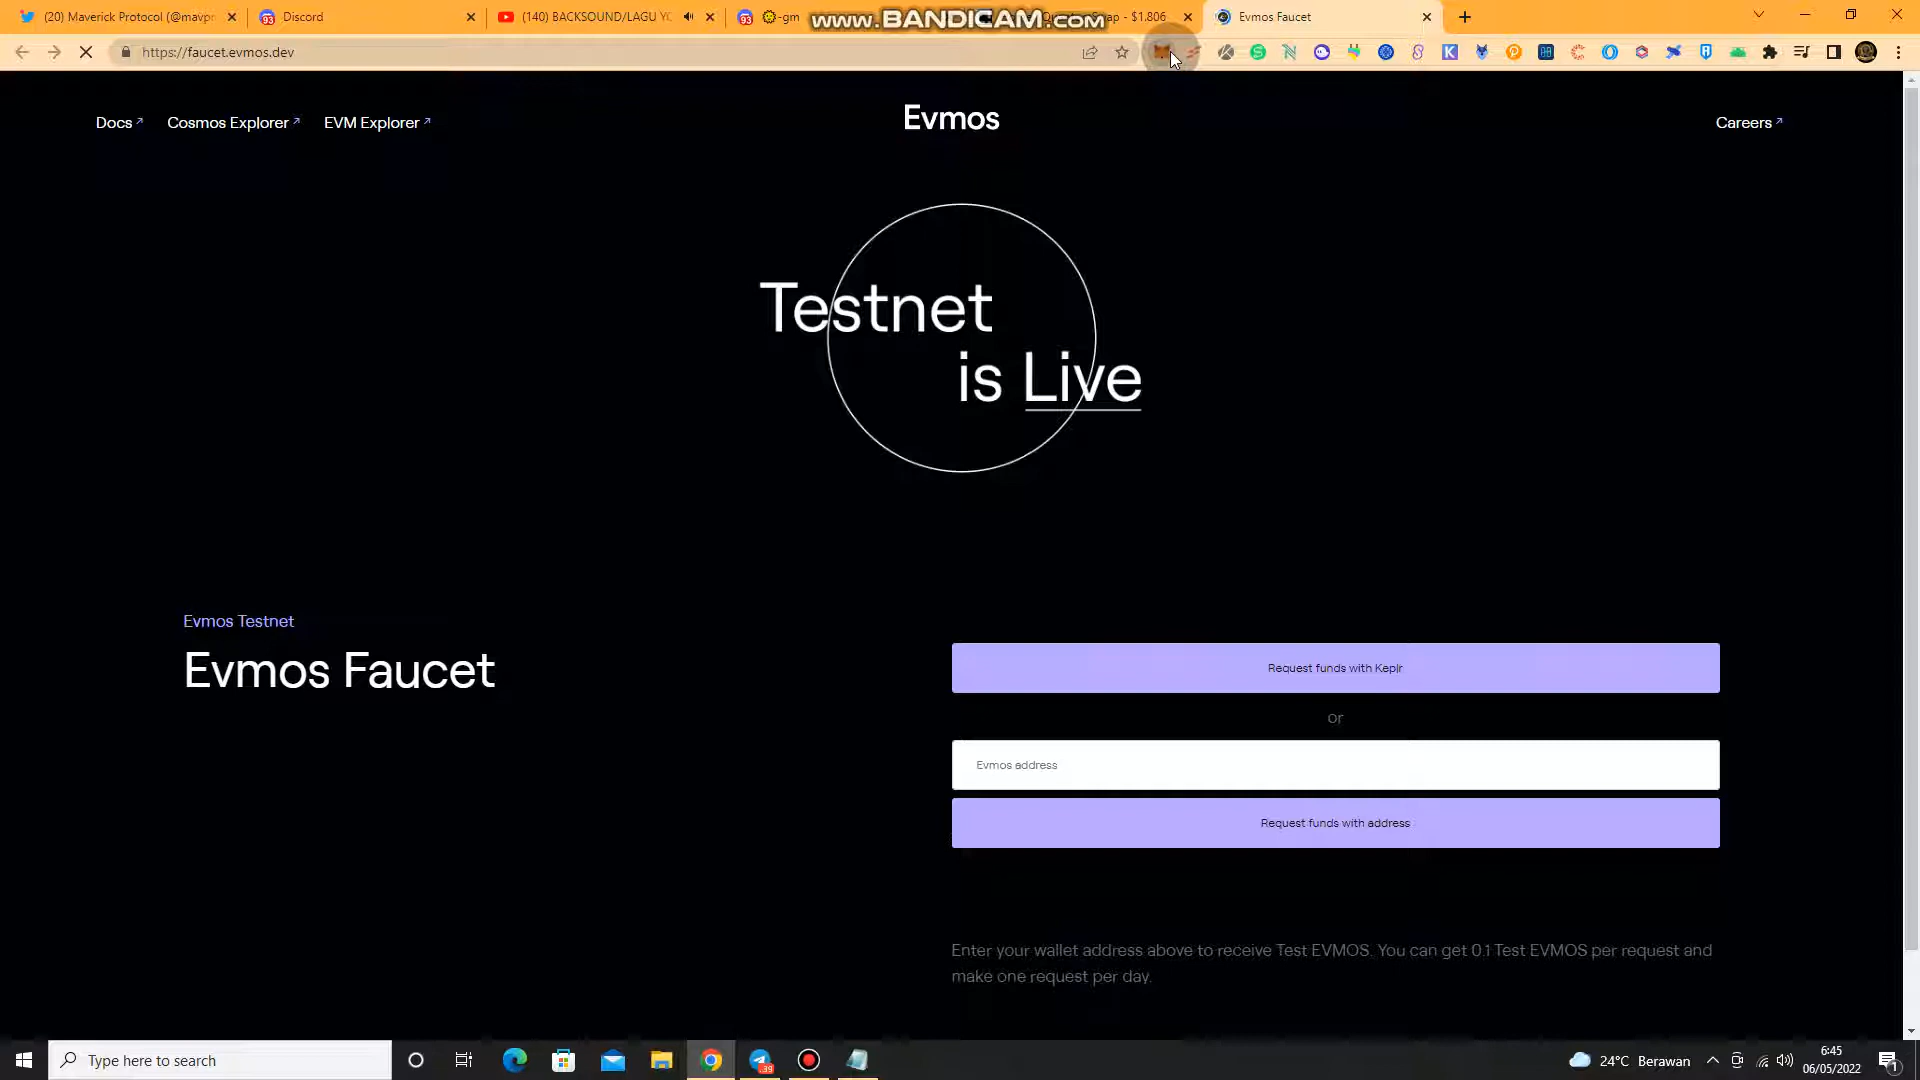 (20) Maverick Protocol (@mavpr
Discord
(140) BACKSOUND/LAGU YO
-gm
www.BANDICAM.com
ap - $1.806
Evmos Faucet
https://faucet.evmos.dev
Docs
Cosmos Explorer
EVM Explorer
Evmos
Careers
Testnet
is Live
Evmos Testnet
Evmos Faucet
Request funds with Keplr
or
Evmos address
Request funds with address
Enter your wallet address above to receive Test EVMOS. You can get 0.1 Test EVMOS per request and
make one request per day.
Type here to search
24°C Berawan
6:45
06/05/2022